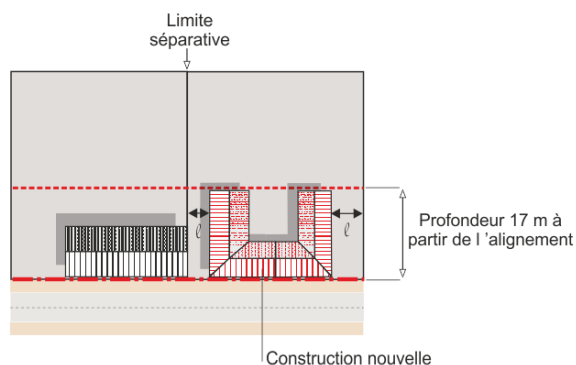 Limite
séparative
ℓ
ℓ
Profondeur 17 m à
partir de l ’alignement
Construction nouvelle